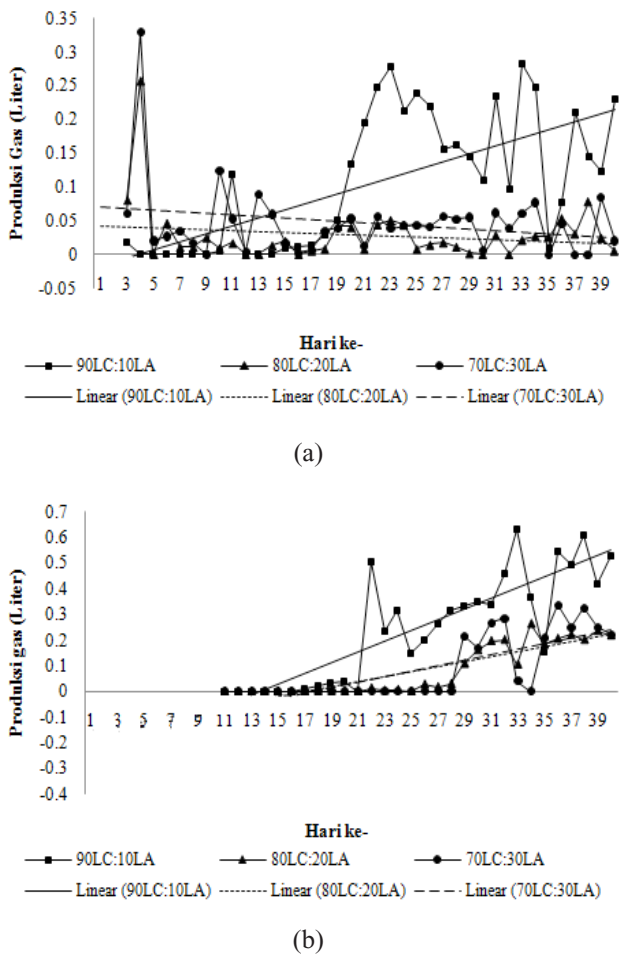 Produksi Gas (Liter)
0.35
0.3
0.25
0.2
0.15
0.1
0.05
0
-0.05
1 3 5 7 9 11 13 15 17 19 21 23 25 27 29 31 33 35 37 39
Hari ke-
90LC:10LA 80LC:20LA 70LC:30LA
Linear (90LC:10LA) Linear (80LC:20LA) Linear (70LC:30LA)
(a)
Produksi gas (Liter)
0.7
0.6
0.5
0.4
0.3
0.2
0.1
0
-0.1
-0.2
-0.3
-0.4
1 3 5 7 9 11 13 15 17 19 21 23 25 27 29 31 33 35 37 39
Hari ke-
90LC:10LA 80LC:20LA 70LC:30LA
Linear (90LC:10LA) Linear (80LC:20LA) Linear (70LC:30LA)
(b)